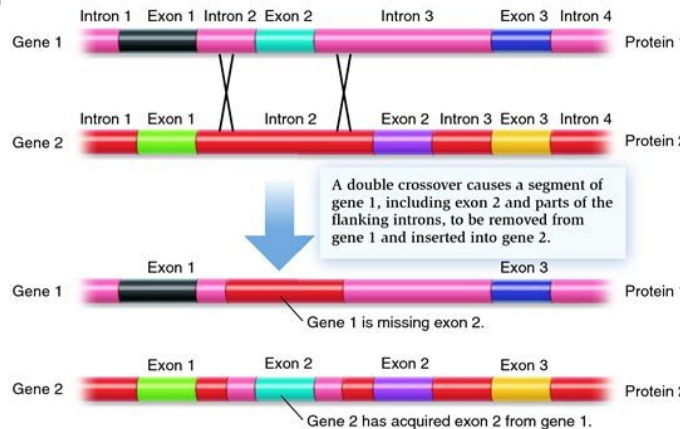 Intron 1 Exon 1 Intron 2 Exon 2 Intron 3 Exon 3 Intron 4
Gene 1 Protein 1
Intron 1 Exon 1 Intron 2 Exon 2 Intron 3 Exon 3 Intron 4
Gene 2 Protein 2
A double crossover causes a segment of
gene 1, including exon 2 and parts of the
flanking introns, to be removed from
gene 1 and inserted into gene 2.
Exon 1 Exon 3
Gene 1 Protein 1
Gene 1 is missing exon 2.
Exon 1 Exon 2 Exon 2 Exon 3
Gene 2 Protein 2
Gene 2 has acquired exon 2 from gene 1.